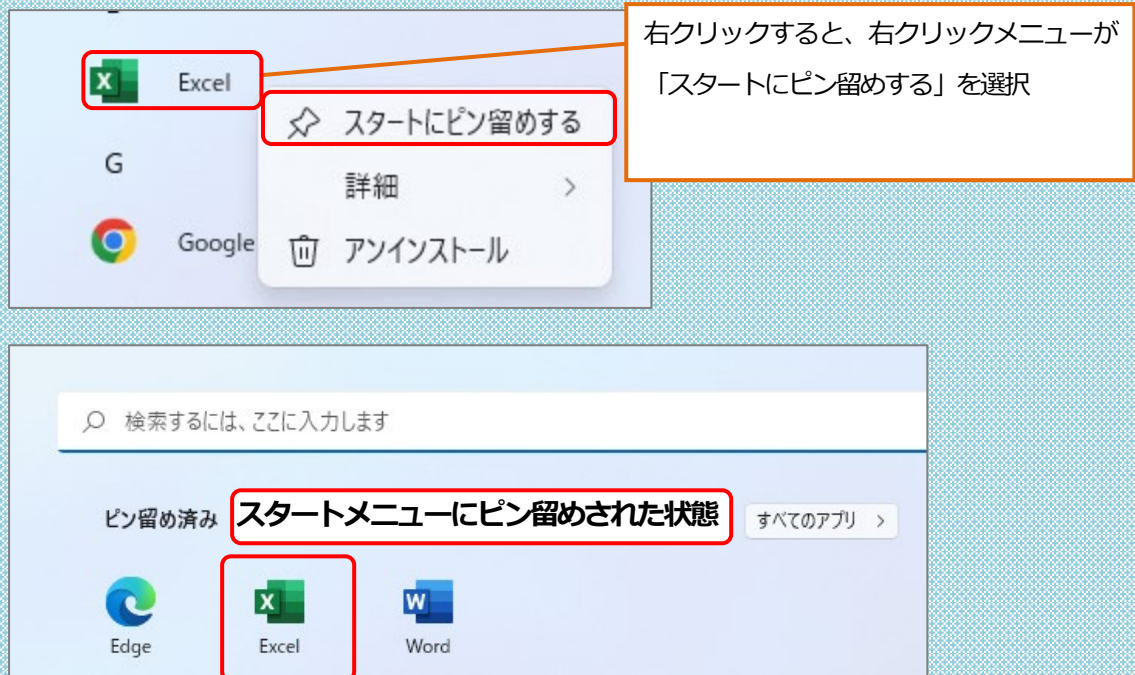 右クリックすると、右クリックメニューが
「スタートにピン留めする」を選択
Excel
スタートにピン留めする
G
詳細
Google
アンインストール
検索するには、ここに入力します
ピン留め済み
スタートメニューにピン留めされた状態
すべてのアプリ
Edge
Excel
Word